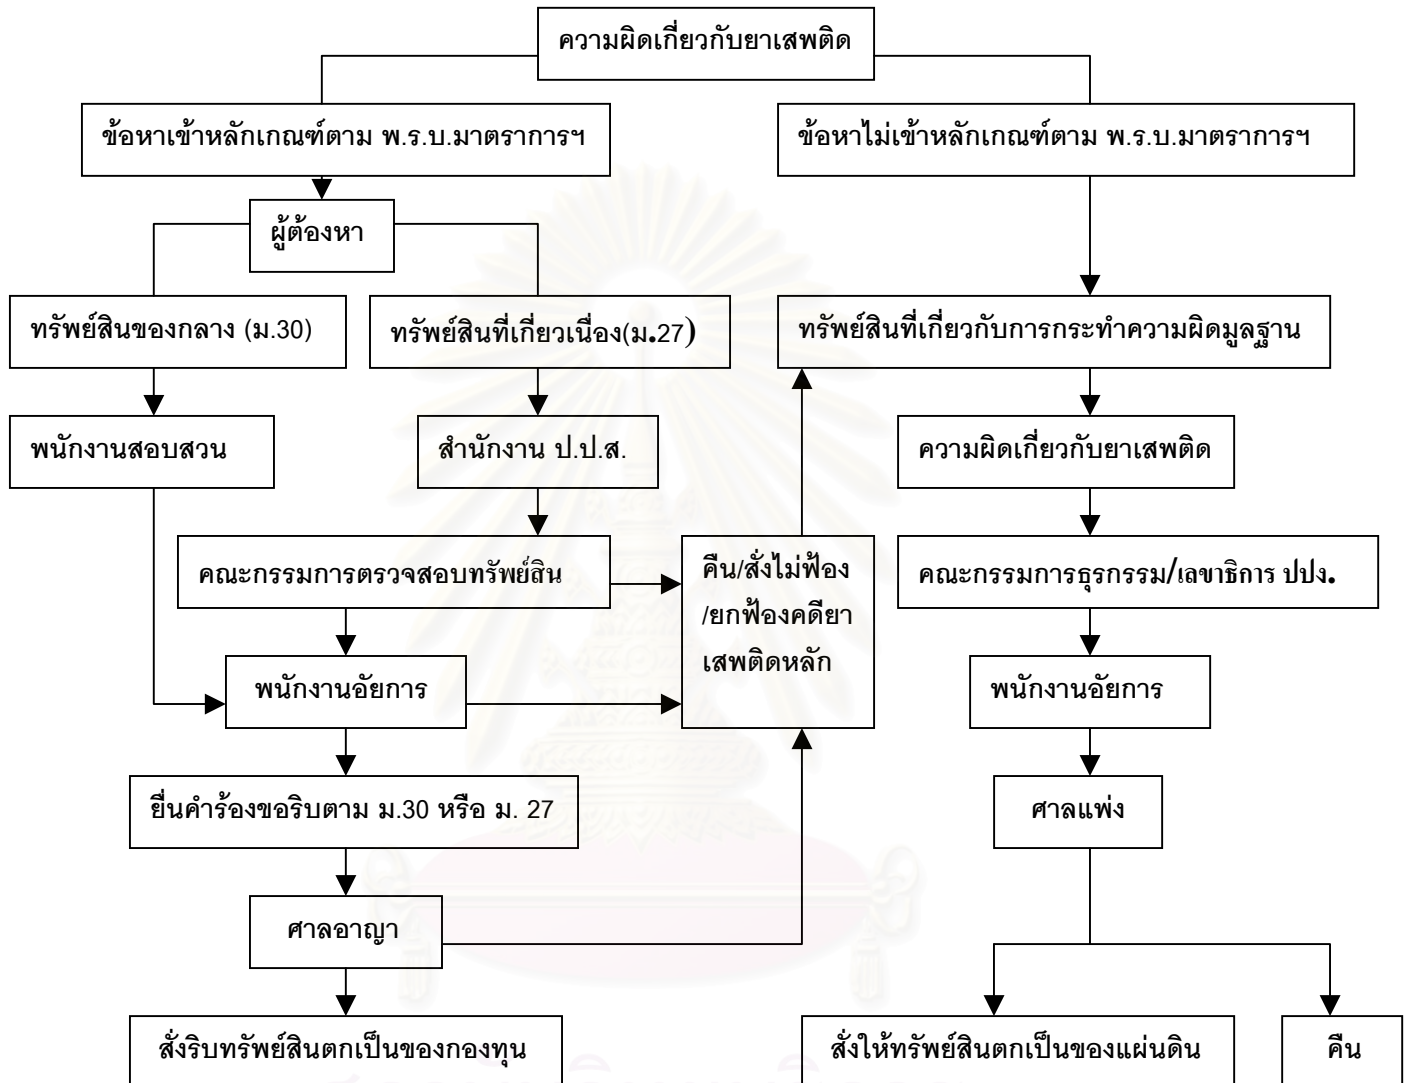 ความผิดเกี่ยวกับยาเสพติด
ข้อหาเข้าหลักเกณฑ์ตาม พ.ร.บ.มาตราการฯ
ข้อหาไม่เข้าหลักเกณฑ์ตาม พ.ร.บ.มาตราการฯ
ผู้ต้องหา
ทรัพย์สินของกลาง (ม.30)
ทรัพย์สินที่เกี่ยวเนื่อง(ม.27)
ทรัพย์สินที่เกี่ยวกับการกระทำความผิดมูลฐาน
พนักงานสอบสวน
สำนักงาน ป.ป.ส.
ความผิดเกี่ยวกับยาเสพติด
คณะกรรมการตรวจสอบทรัพย์สิน
คืน/สั่งไม่ฟ้อง
/ยกฟ้องคดียา
เสพติดหลัก
คณะกรรมการธุรกรรม/เลขาธิการ ปปง.
พนักงานอัยการ
พนักงานอัยการ
ยื่นคำร้องขอริบตาม ม.30 หรือ ม. 27
ศาลแพ่ง
ศาลอาญา
สั่งริบทรัพย์สินตกเป็นของกองทุน
สั่งให้ทรัพย์สินตกเป็นของแผ่นดิน
คืน